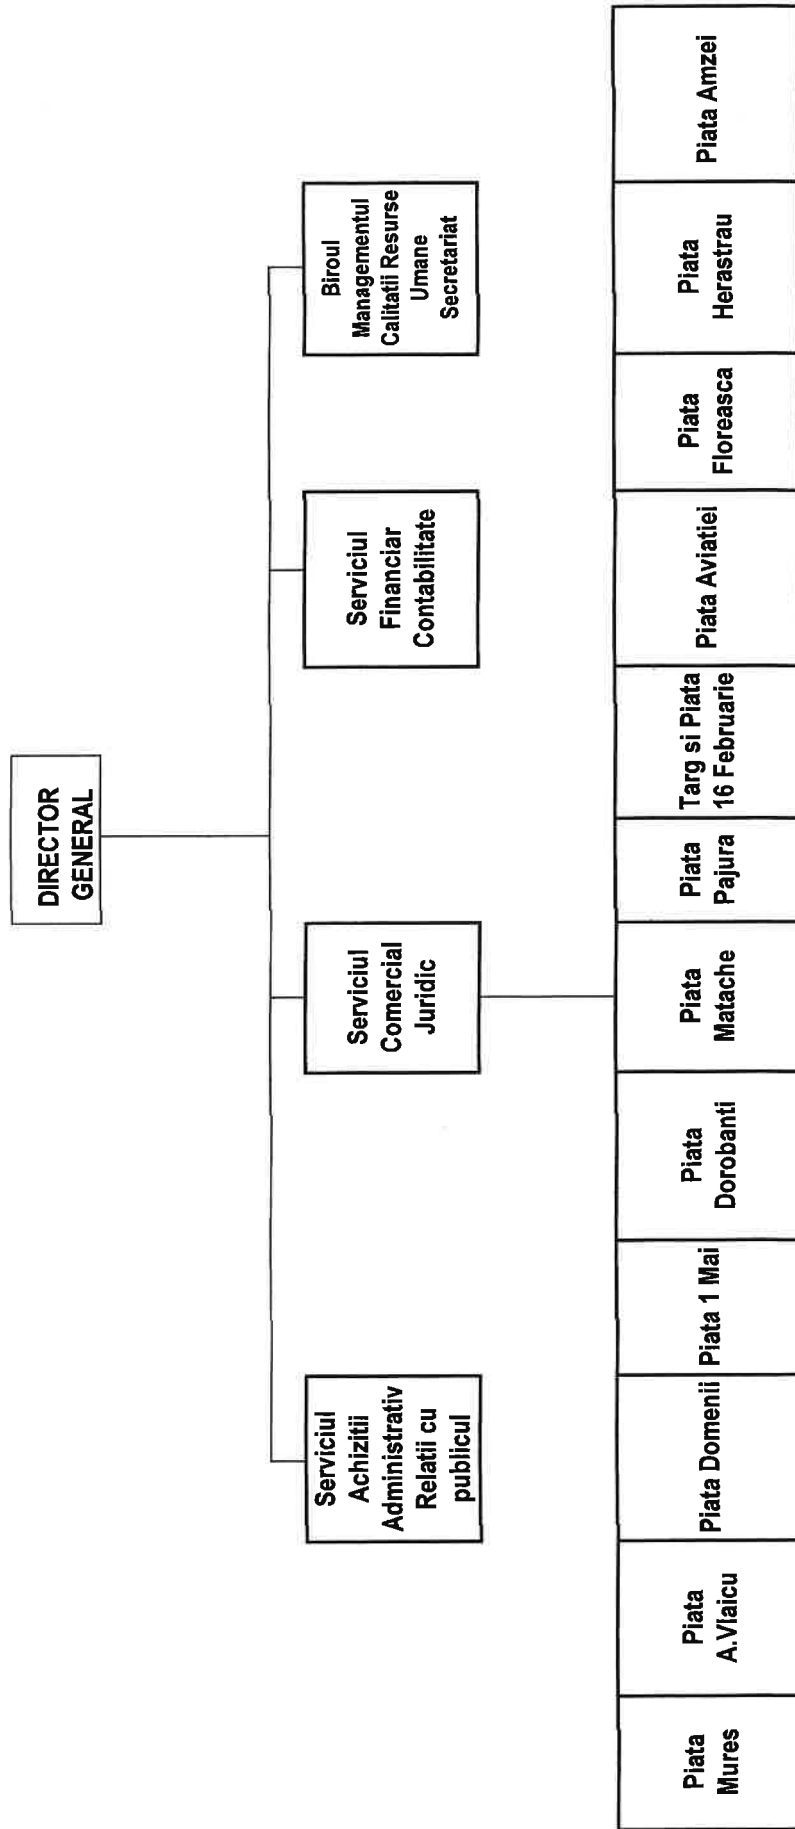 DIRECTOR
GENERAL
Serviciul
Achizitii
Administrativ
Relatii cu
publicul
Serviciul
Comercial
Juridic
Serviciul
Financiar
Contabilitate
Biroul
Managementul
Calitatii Resurse
Umane
Secretariat
Piata
Mures
Piata
A.Vlaicu
Piata Domenii
Piata 1 Mai
Piata
Dorobanti
Piata
Matache
Piata
Pajura
Targ si Piata
16 Februarie
Piata Aviatiei
Piata
Floreasca
Piata
Herastrau
Piata Amzei